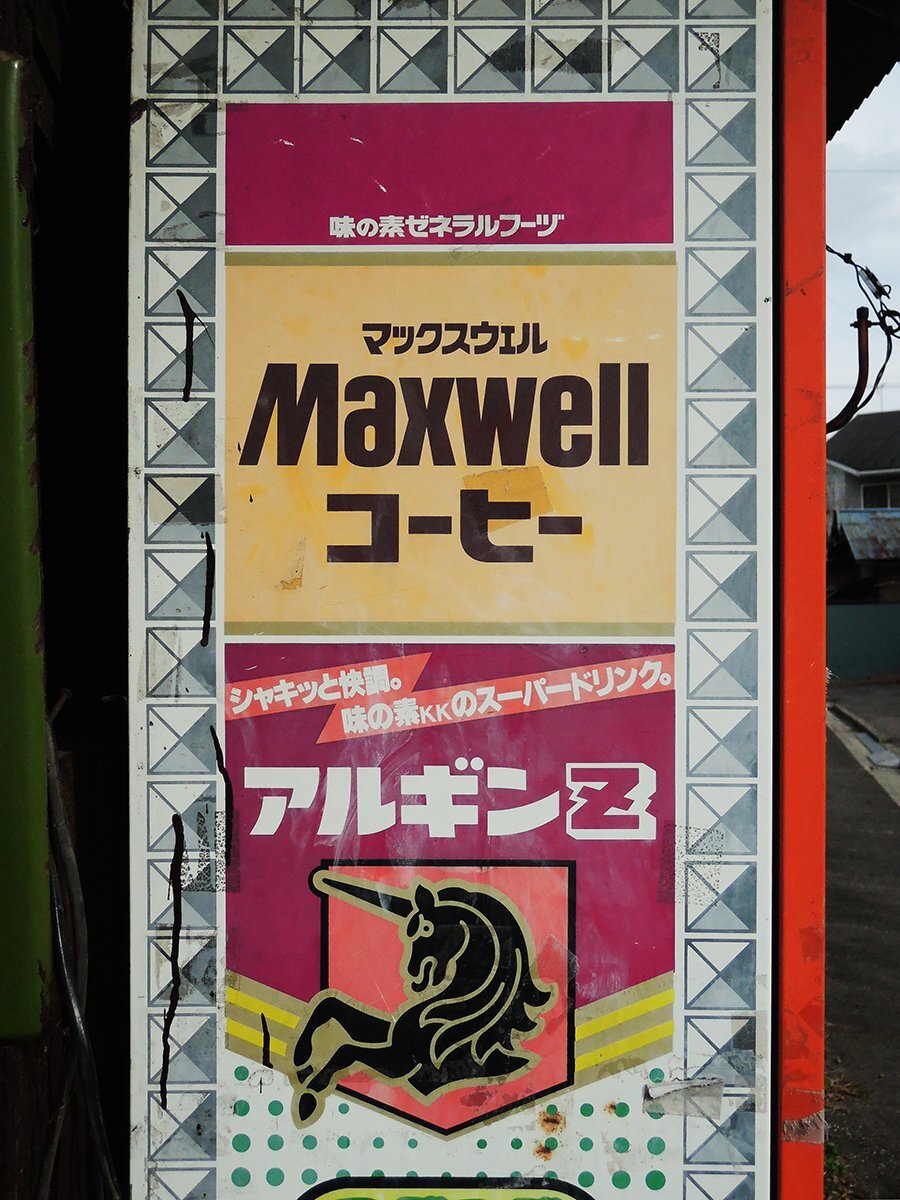 味の素ゼネラルフーヅ
マックスウェル
Maxwell
コーヒー
シャキッと快調。
味の素KKのスーパードリンク。
アルギンZ